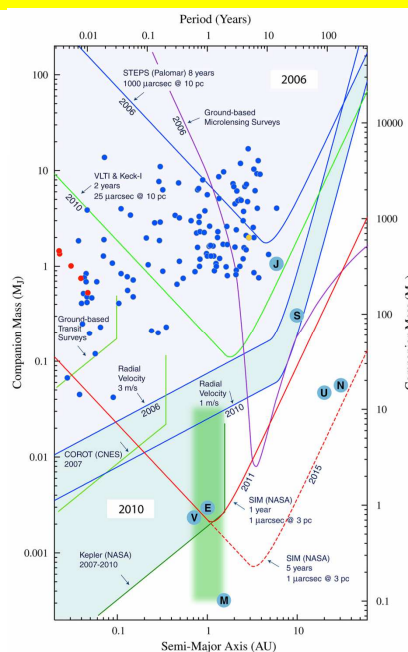 Period (Years)
0.01 0.1 1 10 100
100
STEPS (Palomar) 8 years
1000 µarcsec @ 10 pc
2006
2006
2006
Ground-based
Microlensing Surveys
10000
10
VLTI & Keck-I
2 years
25 µarcsec @ 10 pc
2010
1000
J
1
S
Companion Mass (MJ)
Ground-based
Transit
Surveys
100
0.1
Radial
Velocity
3 m/s
Radial
Velocity
1 m/s
2006
2010
U
N
10
COROT (CNES)
2007
0.01
2011
2015
2010
SIM (NASA)
1 year
1 µarcsec @ 3 pc
V
E
1
Kepler (NASA)
2007-2010
0.001
SIM (NASA)
5 years
1 µarcsec @ 3 pc
M
0.1
0.1 1 10
Semi-Major Axis (AU)